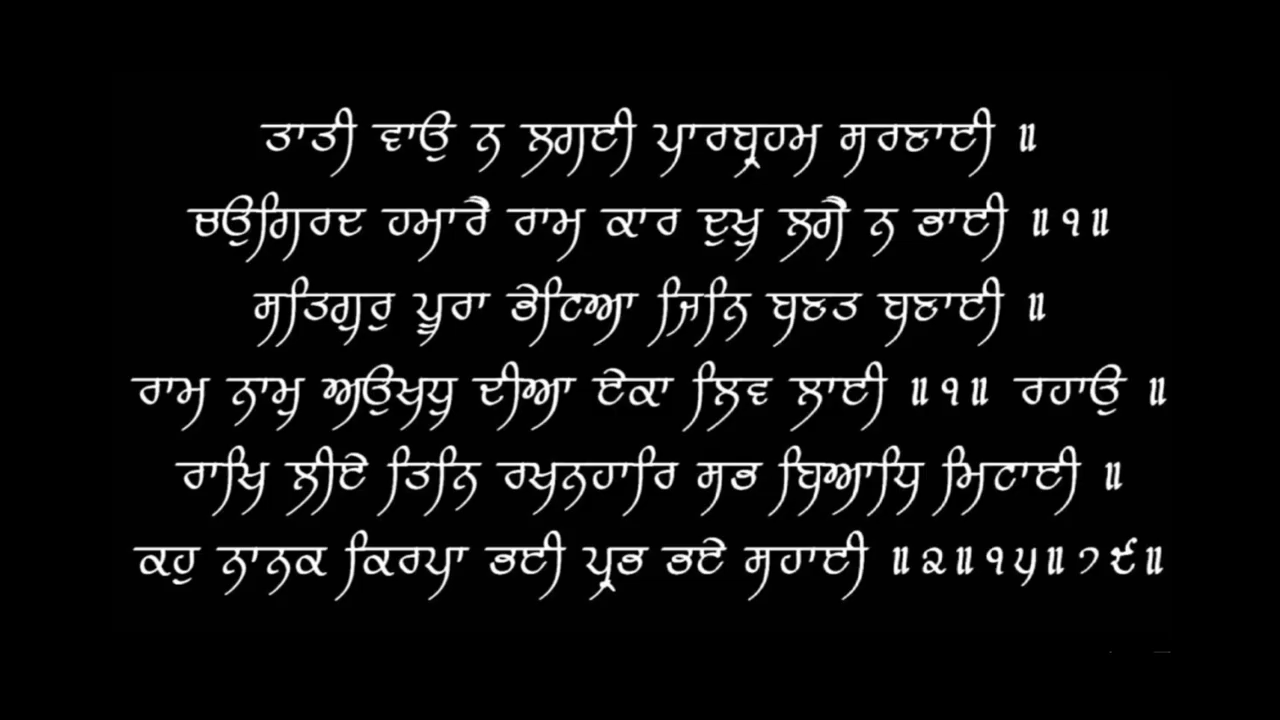 ਤਾਤੀ ਵਾਉ ਨ ਲਗਈ ਪਾਰਬ੍ਰਹਮ ਸਰਣਾਈ ॥
ਚਉਗਿਰਦ ਹਮਾਰੈ ਰਾਮ ਕਾਰ ਦੁਖੁ ਲਗੈ ਨ ਭਾਈ ॥੧॥
ਸਤਿਗੁਰੁ ਪੂਰਾ ਭੇਟਿਆ ਜਿਨਿ ਬਣਤ ਬਣਾਈ ॥
ਰਾਮ ਨਾਮੁ ਅਉਖਧੁ ਦੀਆ ਏਕਾ ਲਿਵ ਲਾਈ ॥੧॥ ਰਹਾਉ ॥
ਰਾਖਿ ਲੀਏ ਤਿਨਿ ਰਖਨਹਾਰਿ ਸਭ ਬਿਆਧਿ ਮਿਟਾਈ ॥
ਕਹੁ ਨਾਨਕ ਕਿਰਪਾ ਭਈ ਪ੍ਰਭ ਭਏ ਸਹਾਈ ॥੨॥੧੫॥੭੯॥